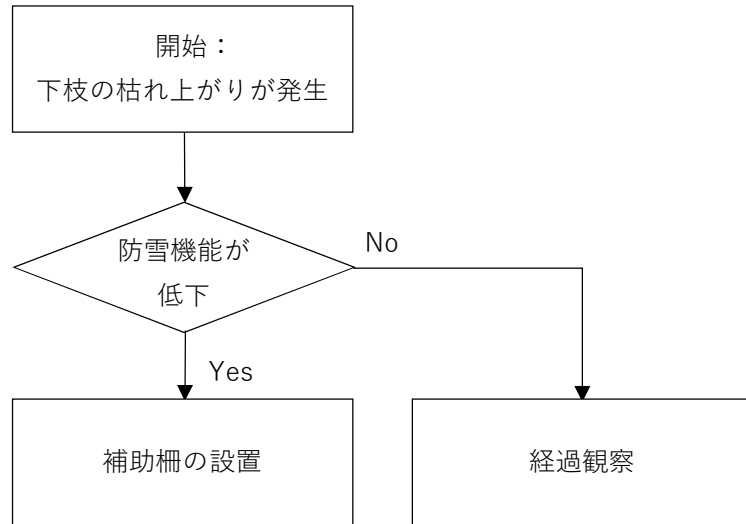 開始：
下枝の枯れ上がりが発生
防雪機能が
低下
No
Yes
補助柵の設置
経過観察